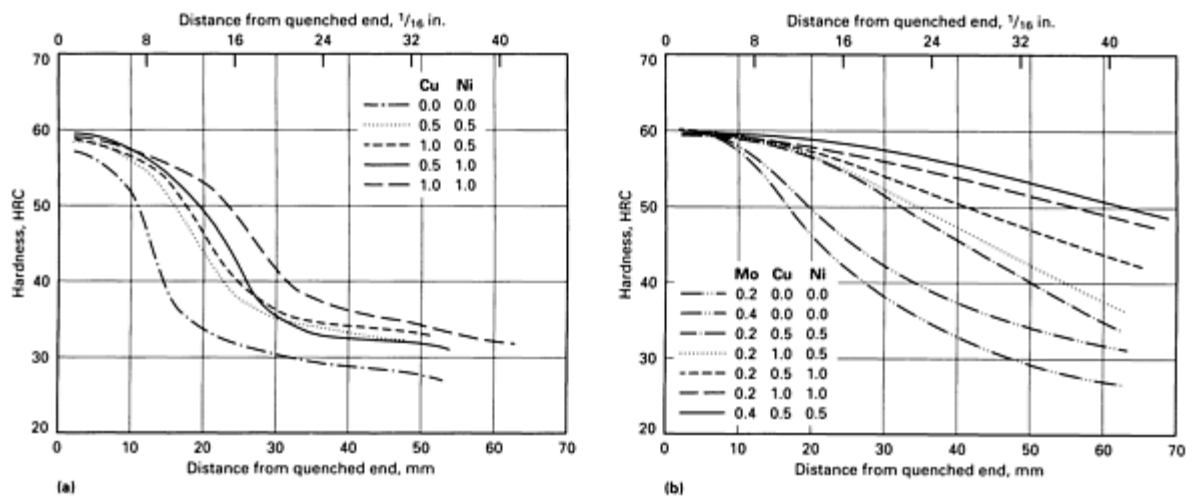 Distance from quenched end, 1/16 in.
0 8 16 24 32 40
70
60
50
40
30
20
Hardness, HRC
Cu Ni
0.0 0.0
0.5 0.5
1.0 0.5
0.5 1.0
1.0 1.0
0 10 20 30 40 50 60 70
Distance from quenched end, mm
(a)
Distance from quenched end, 1/16 in.
0 8 16 24 32 40
70
60
50
40
30
20
Hardness, HRC
Mo Cu Ni
0.2 0.0 0.0
0.4 0.0 0.0
0.2 0.5 0.5
0.2 1.0 0.5
0.2 0.5 1.0
0.2 1.0 1.0
0.4 0.5 0.5
0 10 20 30 40 50 60 70
Distance from quenched end, mm
(b)